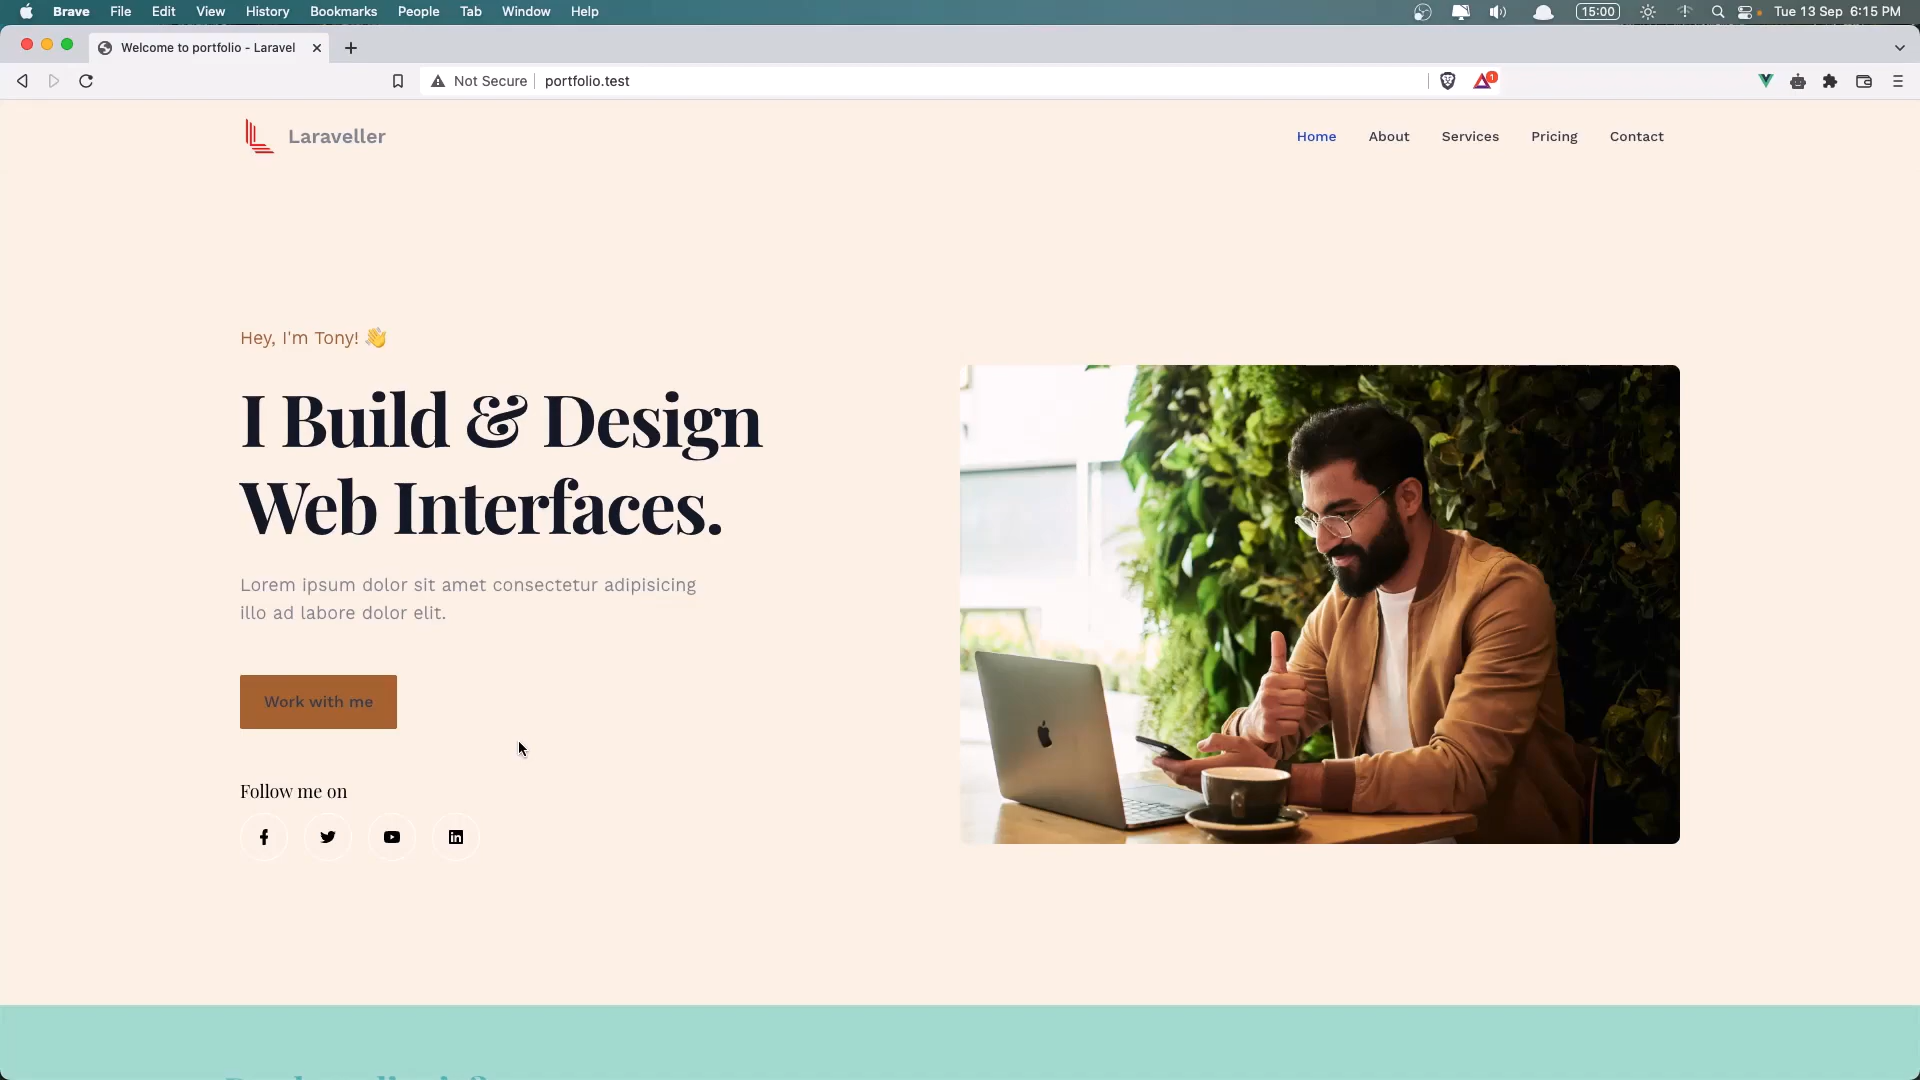 Brave File Edit View History Bookmarks People Tab Window Help 15:00 Tue 13 Sep 6:15 PM
Welcome to portfolio - Laravel
Not Secure portfolio.test 1
Laraveller Home About Services Pricing Contact
Hey, I'm Tony! 👋
I Build & Design
Web Interfaces.
Lorem ipsum dolor sit amet consectetur adipisicing
illo ad labore dolor elit.
Work with me
Follow me on